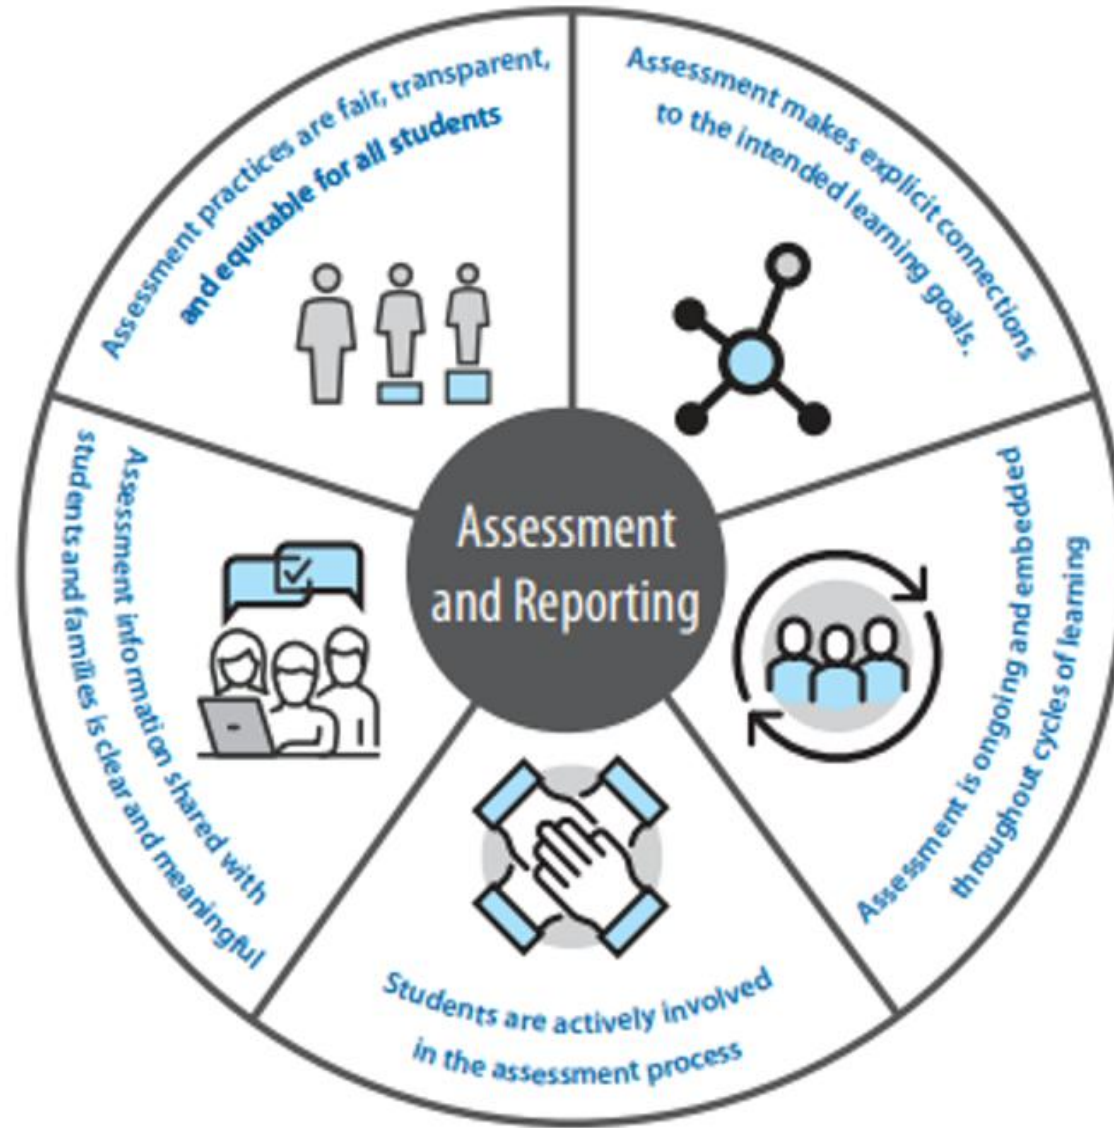 Assessment practices are fair, transparent,
and equitable for all students
Assessment makes explicit connections
to the intended learning goals.
Assessment is ongoing and embedded
throughout cycles of learning
Students are actively involved
in the assessment process
Assessment information shared with
students and families is clear and meaningful
Assessment
and Reporting